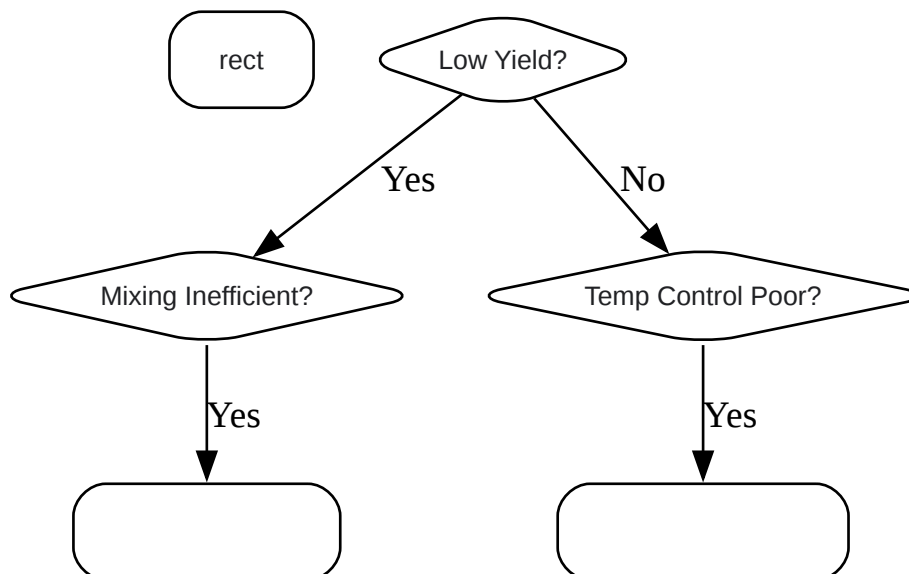 rect
Low Yield?
Yes
No
Mixing Inefficient?
Temp Control Poor?
Yes
Yes